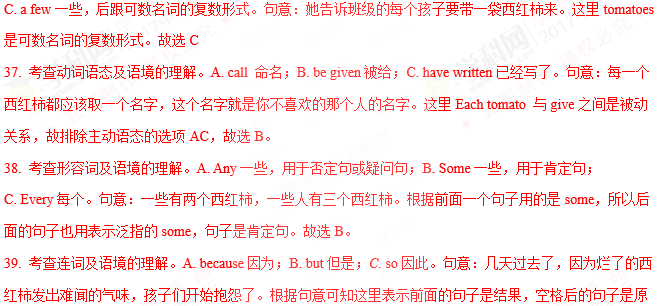 C. a few 一些，后跟可数名词的复数形式。句意：她告诉班级的每个孩子要带一袋西红柿来。这里 tomatoes
是可数名词的复数形式。故选 C
37. 考查动词语态及语境的理解。A. call 命名；B. be given 被给；C. have written 已经写了。句意：每一个
西红柿都应该取一个名字，这个名字就是你不喜欢的那个人的名字。这里 Each tomato 与 give 之间是被动
关系，故排除主动语态的选项 AC，故选 B。
38. 考查形容词及语境的理解。A. Any 一些，用于否定句或疑问句；B. Some 一些，用于肯定句；
C. Every 每个。句意：一些有两个西红柿，一些人有三个西红柿。根据前面一个句子用的是 some，所以后
面的句子也用表示泛指的 some，句子是肯定句。故选 B。
39. 考查连词及语境的理解。A. because 因为；B. but 但是；C. so 因此。句意：几天过去了，因为烂了的西
红柿发出难闻的气味，孩子们开始抱怨了。根据句意可知这里表示前面的句子是结果，空格后的句子是原